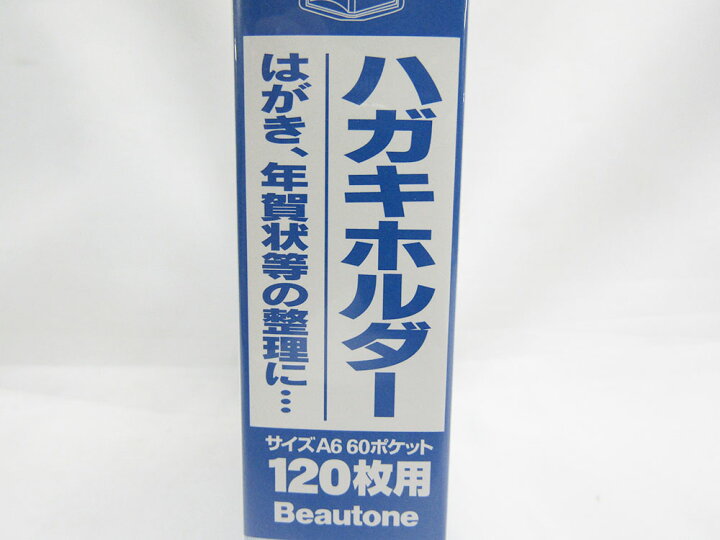 ハガキホルダー
はがき、年賀状等の整理に…
サイズA6 60ポケット
120枚用
Beautone